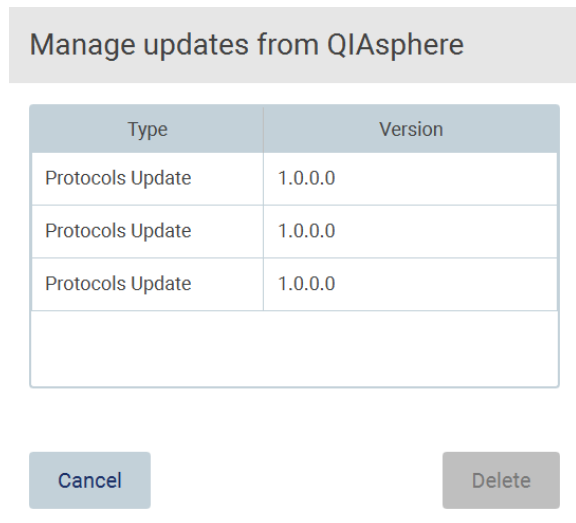 Manage updates from QIAsphere
Type Version
Protocols Update 1.0.0.0
Protocols Update 1.0.0.0
Protocols Update 1.0.0.0
Cancel Delete